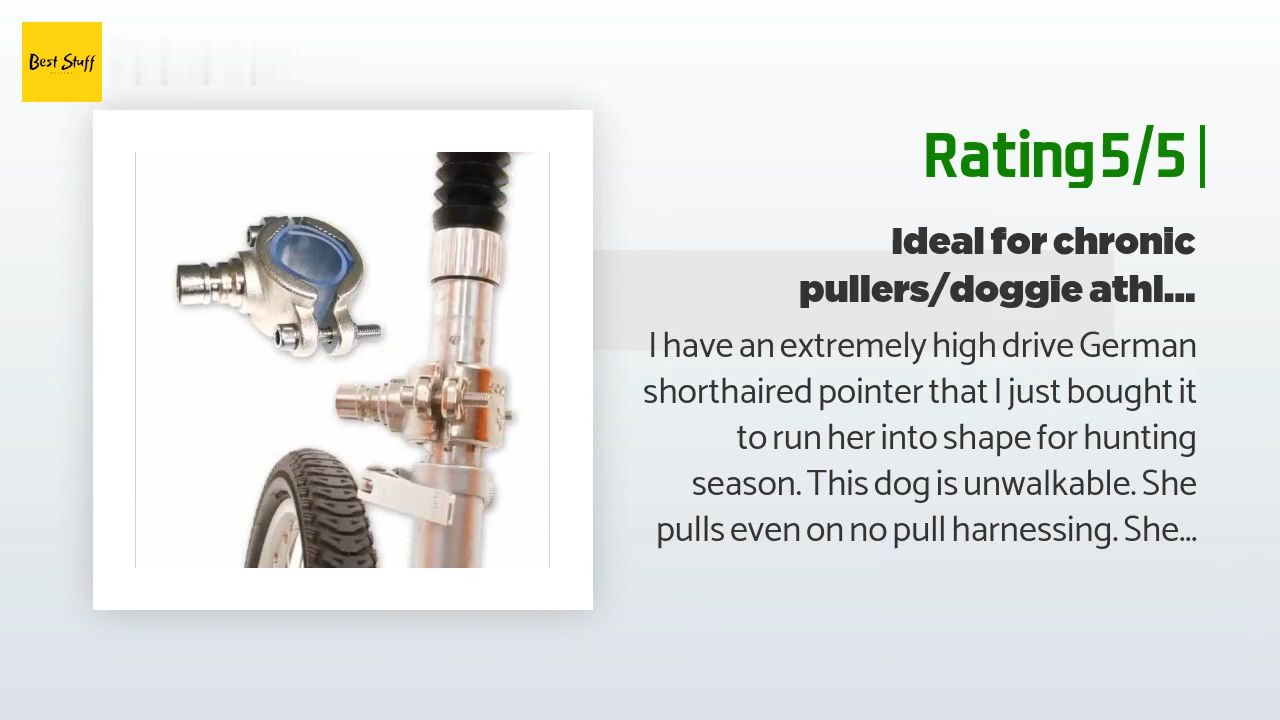 Best Stuff
Rating 5/5
Ideal for chronic
pullers/doggie athl...
I have an extremely high drive German
shorthaired pointer that I just bought it
to run her into shape for hunting
season. This dog is unwalkable. She
pulls even on no pull harnessing. She...